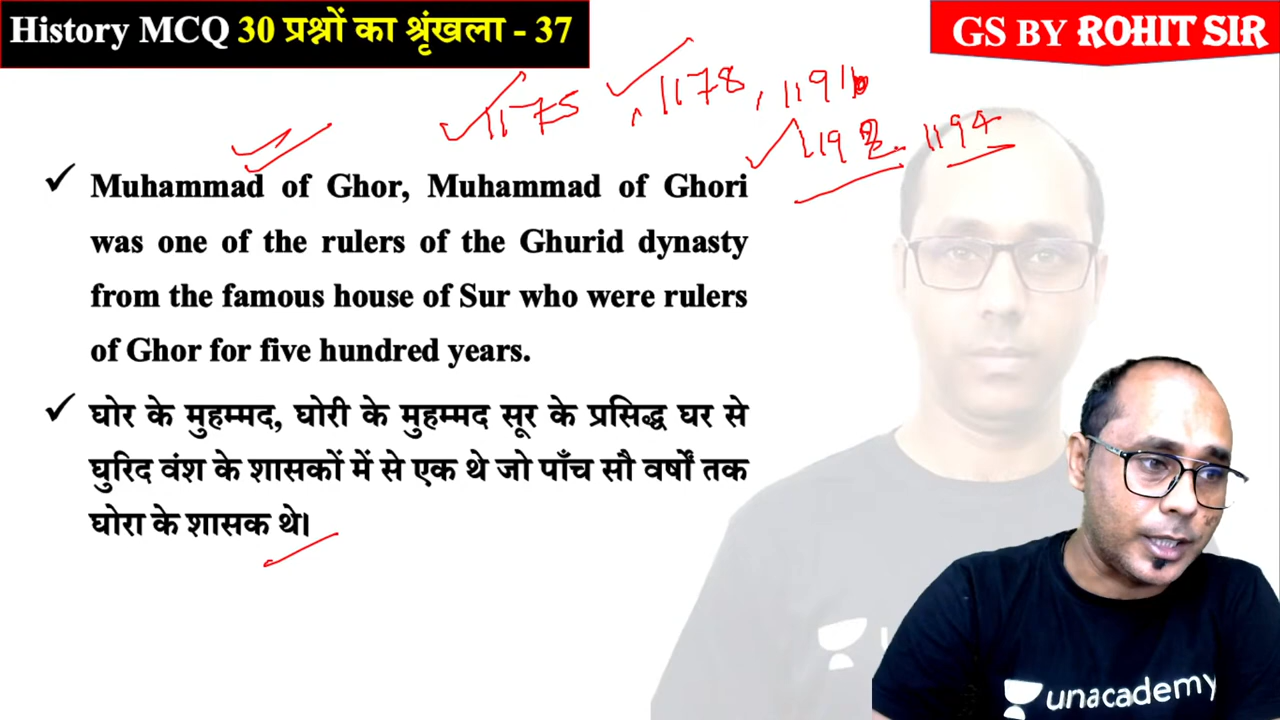 History MCQ 30 प्रश्नों का श्रृंखला - 37
GS BY ROHIT SIR
1175, 1178, 1191
1192 1194
✓ Muhammad of Ghor, Muhammad of Ghori
was one of the rulers of the Ghurid dynasty
from the famous house of Sur who were rulers
of Ghor for five hundred years.
✓ घोर के मुहम्मद, घोरी के मुहम्मद सूर के प्रसिद्ध घर से
घुरिद वंश के शासकों में से एक थे जो पाँच सौ वर्षों तक
घोरा के शासक थे।
unacademy